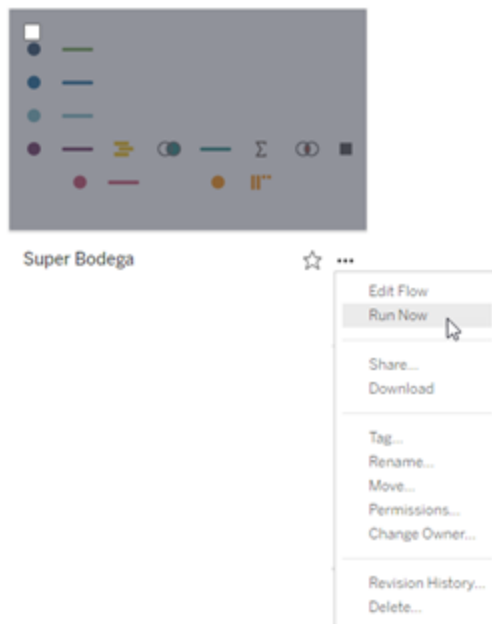 Super Bodega
Edit Flow
Run Now
Share...
Download
Tag...
Rename...
Move...
Permissions...
Change Owner...
Revision History...
Delete...